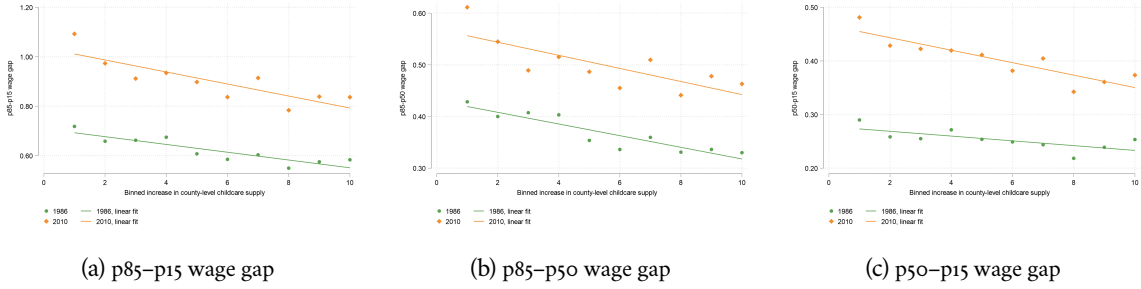 p85-p15 wage gap
1.20
1.00
0.80
0.60
0 2 4 6 8 10
Binned increase in county-level childcare supply
1986 1986, linear fit
2010 2010, linear fit
(a) p85–p15 wage gap
p85-p50 wage gap
0.60
0.50
0.40
0.30
0 2 4 6 8 10
Binned increase in county-level childcare supply
1986 1986, linear fit
2010 2010, linear fit
(b) p85–p50 wage gap
p50-p15 wage gap
0.50
0.40
0.30
0.20
0 2 4 6 8 10
Binned increase in county-level childcare supply
1986 1986, linear fit
2010 2010, linear fit
(c) p50–p15 wage gap